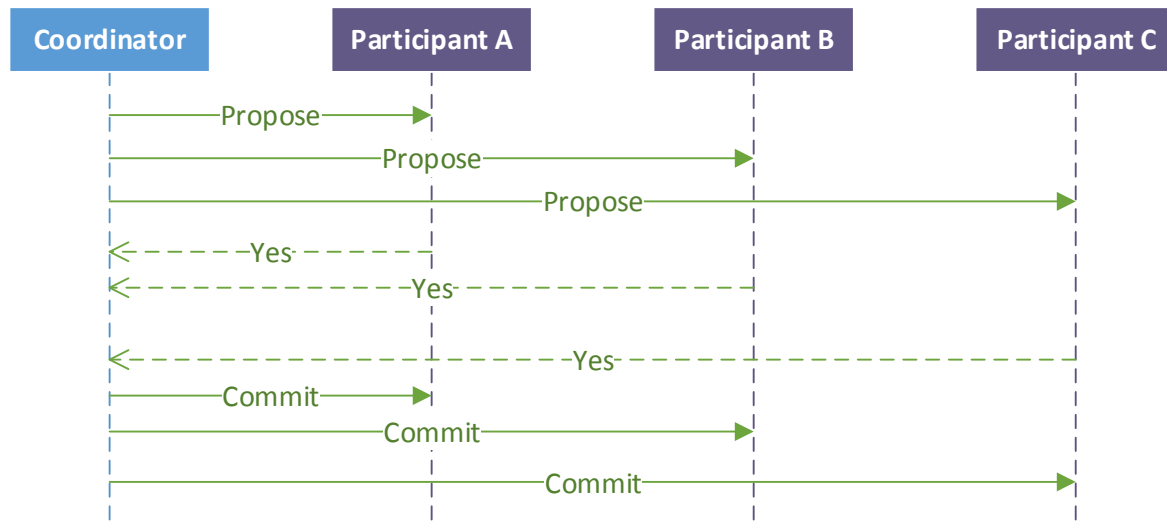 Coordinator
Participant A
Participant B
Participant C
Propose
Propose
Propose
Yes
Yes
Yes
Commit
Commit
Commit